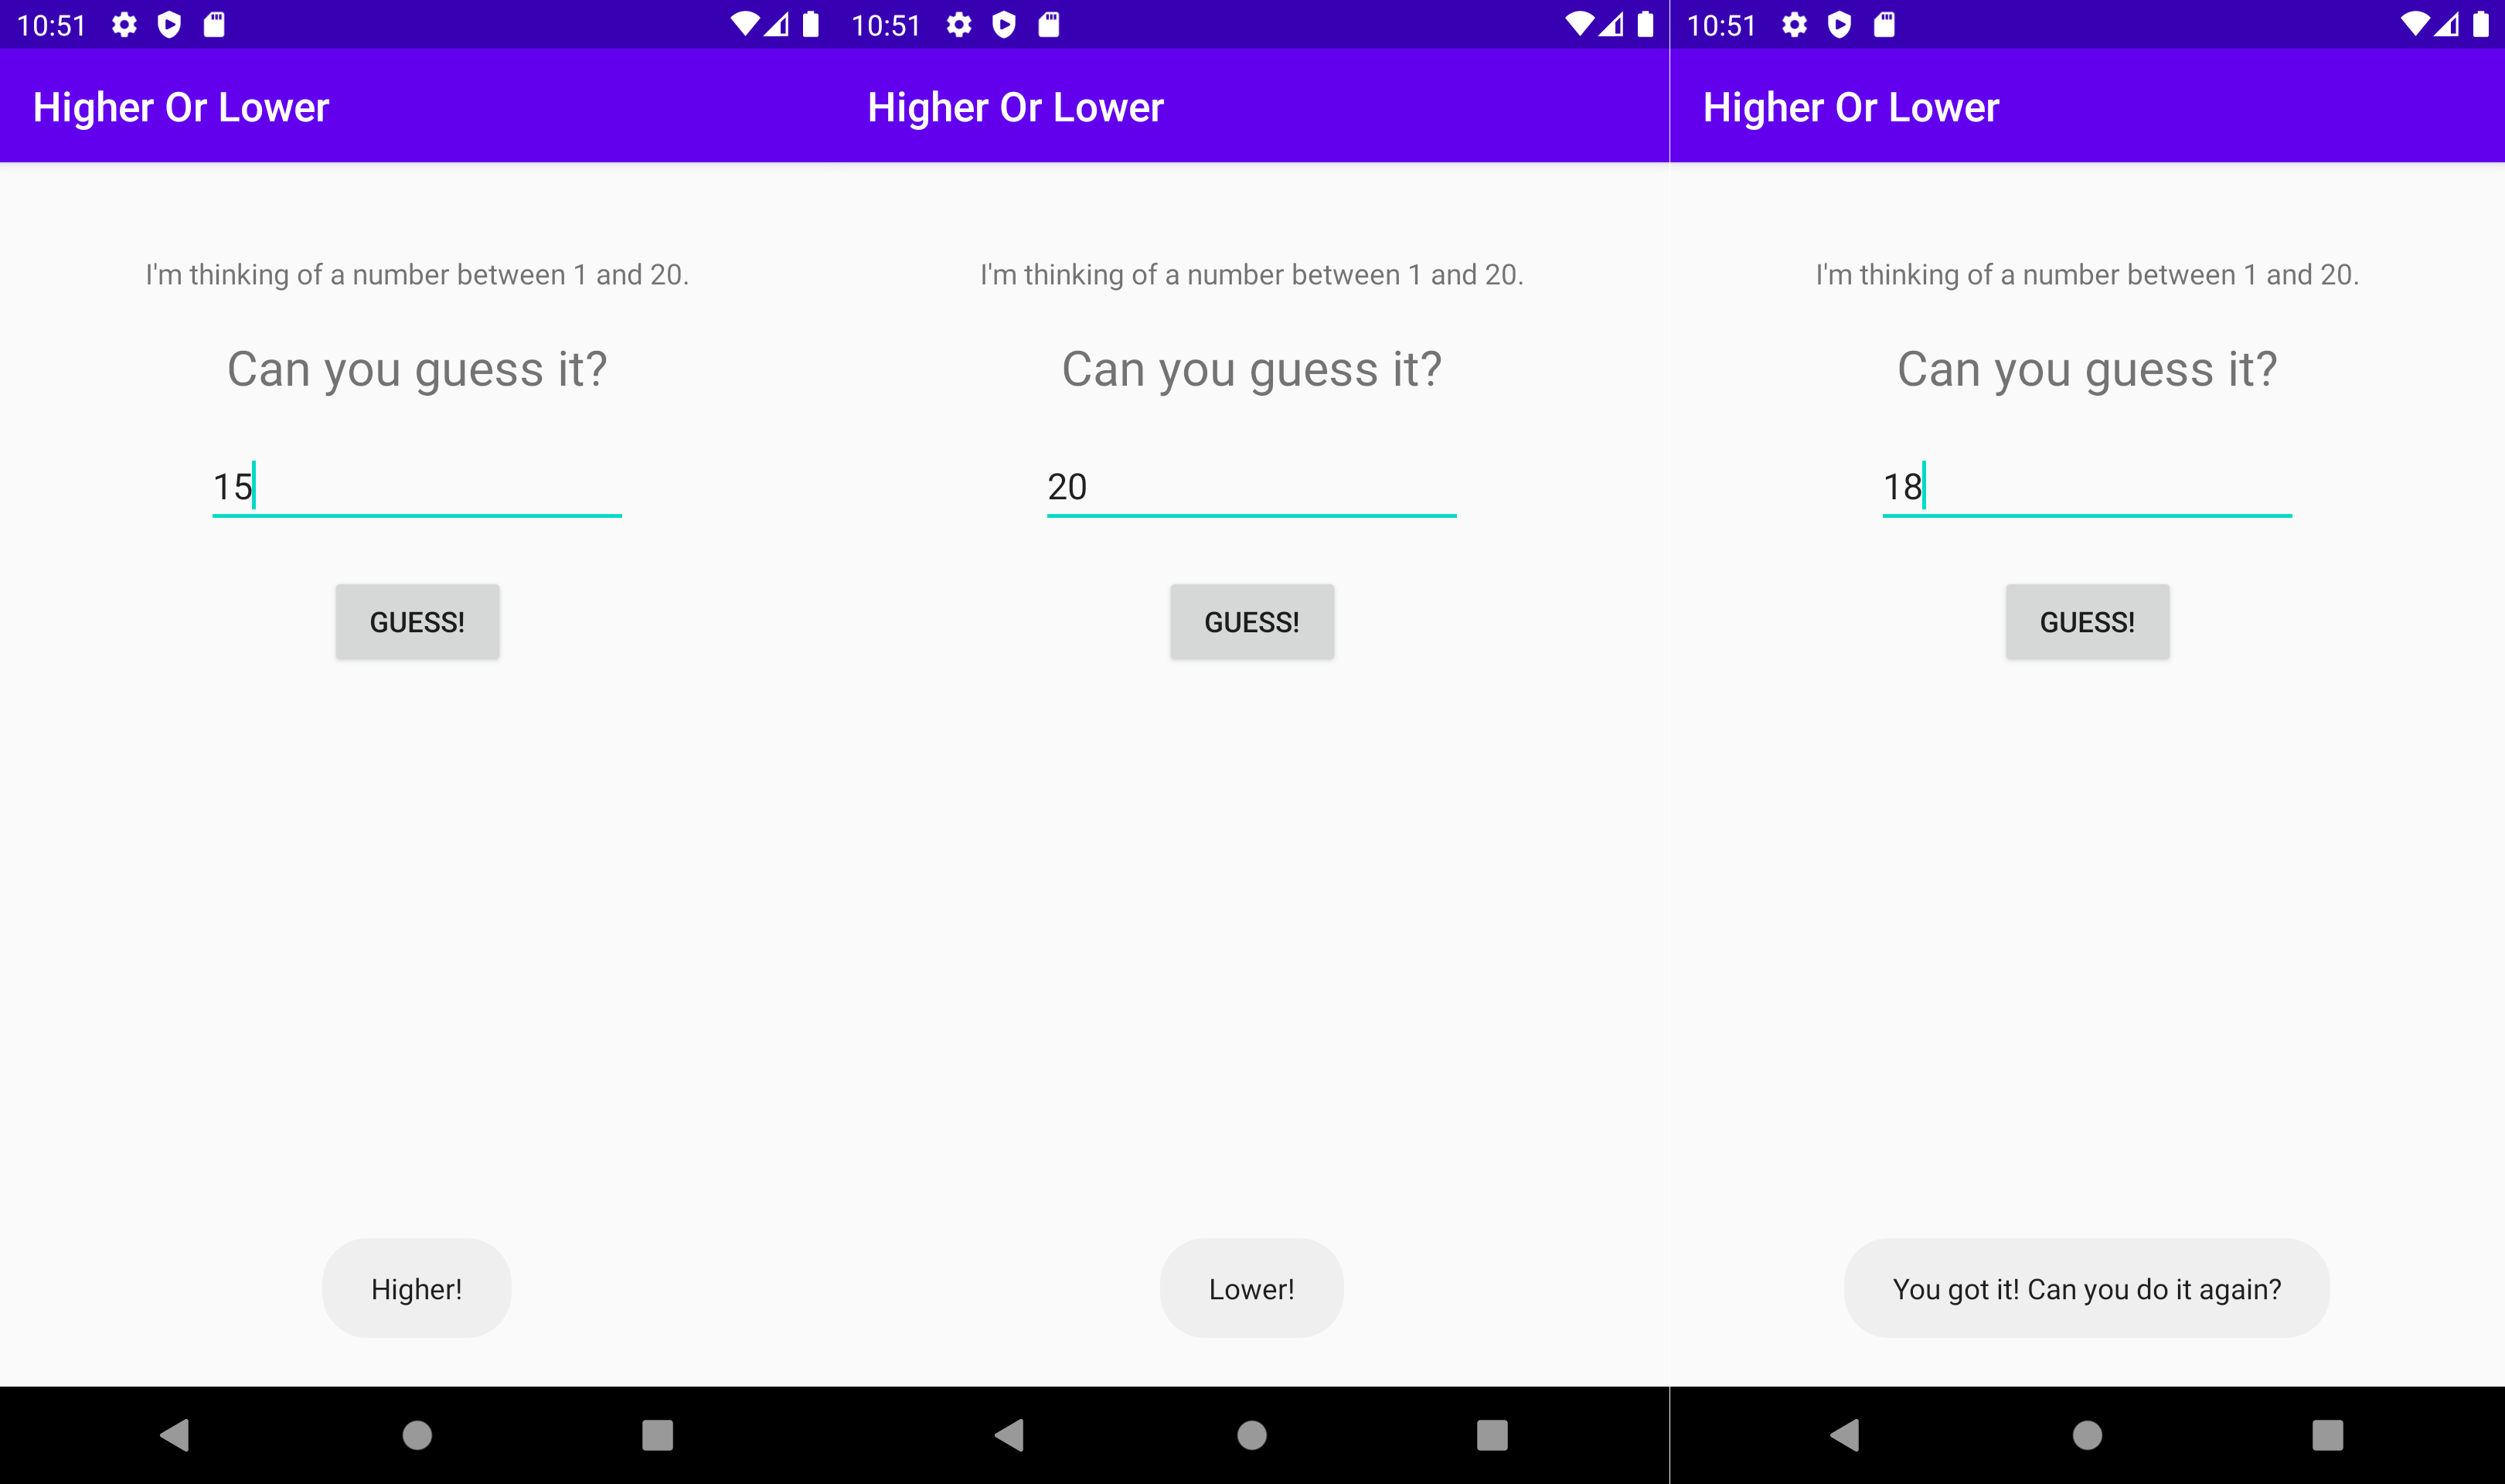 10:51
Higher Or Lower
I'm thinking of a number between 1 and 20.
Can you guess it?
15
GUESS!
Higher!
10:51
Higher Or Lower
I'm thinking of a number between 1 and 20.
Can you guess it?
20
GUESS!
Lower!
10:51
Higher Or Lower
I'm thinking of a number between 1 and 20.
Can you guess it?
18
GUESS!
You got it! Can you do it again?